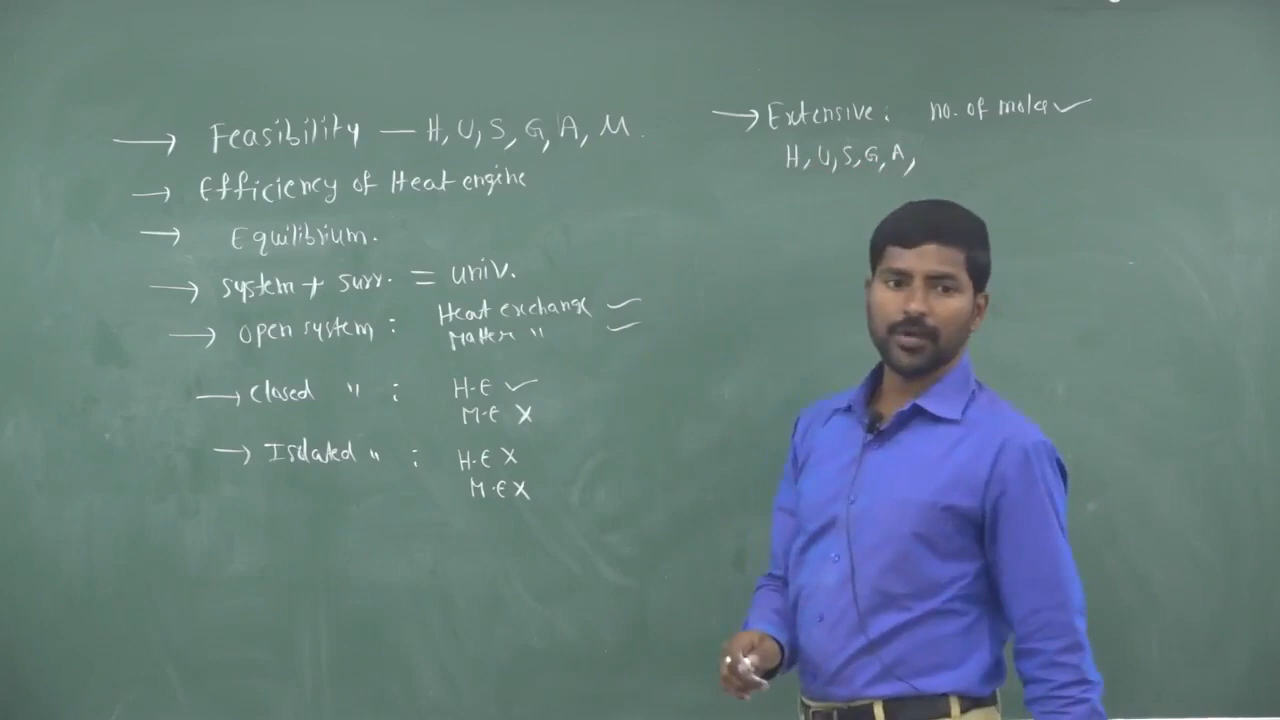 → Feasibility — H, U, S, G, A, M.
→ Efficiency of Heat engine
→ Equilibrium.
→ system + surr. = univ.
→ open system : Heat exchange ✓
Matter " ✓
→ closed " : H.E ✓
M.E X
→ Isolated " : H.E X
M.E X
→ Extensive : no. of moles ✓
H, U, S, G, A,